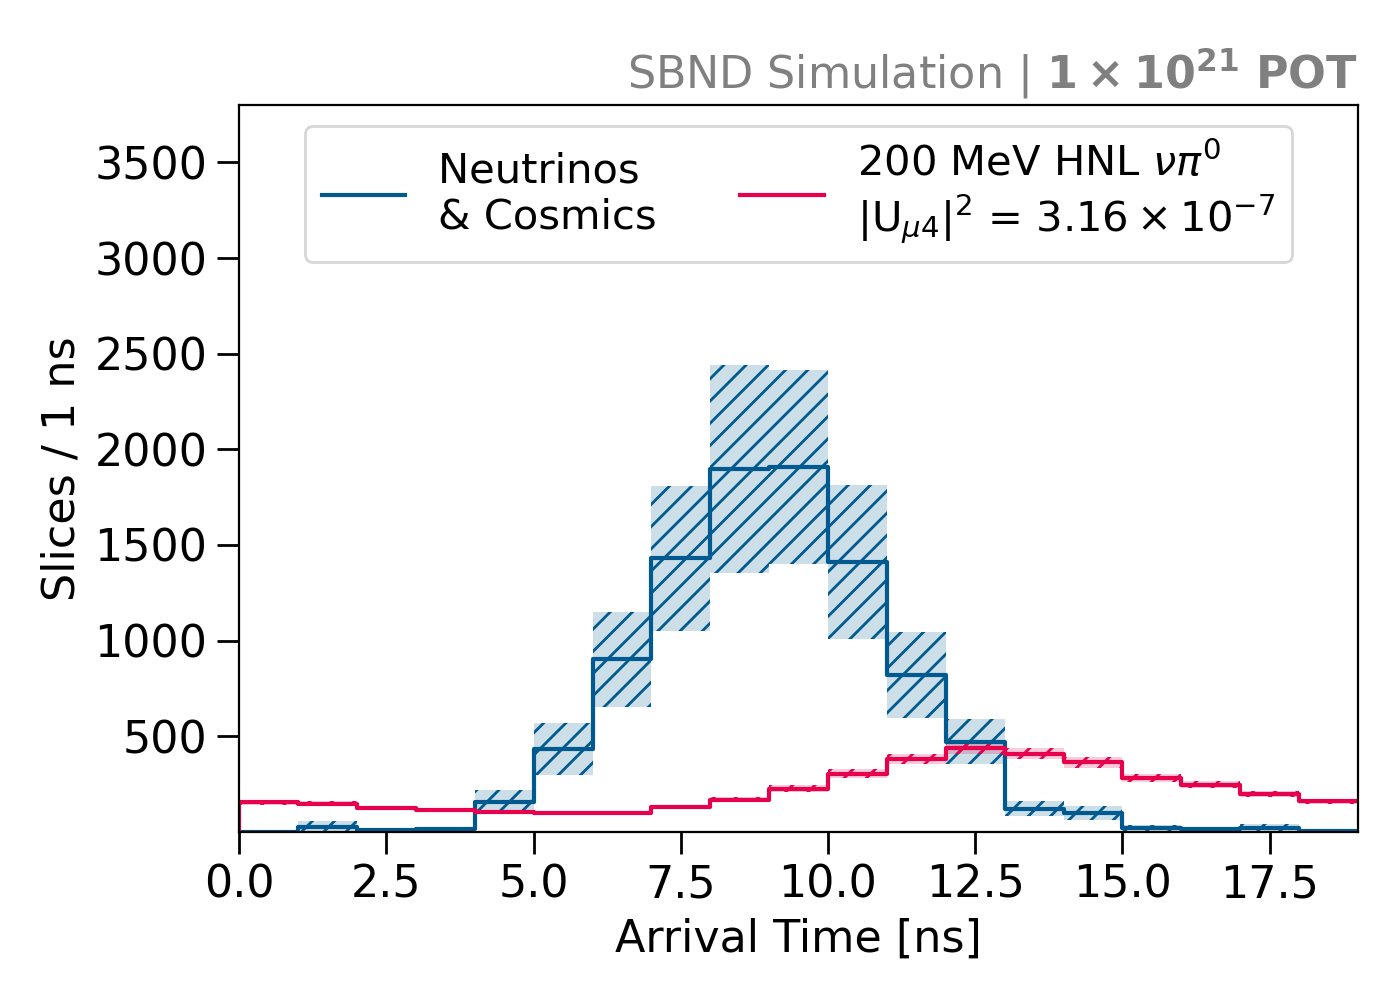 SBND Simulation | 1 × 10²¹ POT
Neutrinos
& Cosmics
200 MeV HNL νπ⁰
|Uμ4|² = 3.16 × 10⁻⁷
3500
3000
2500
2000
1500
1000
500
Slices / 1 ns
0.0 2.5 5.0 7.5 10.0 12.5 15.0 17.5
Arrival Time [ns]